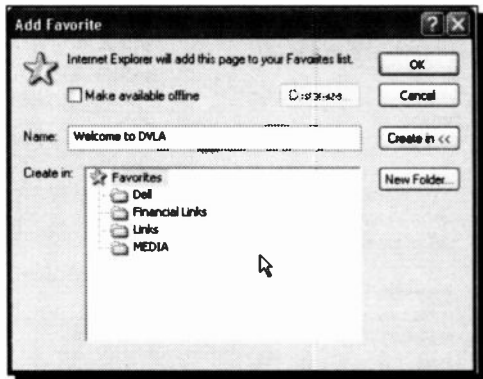 Add Favorite
Internet Explorer will add this page to your Favorites list.
OK
Make available offline
Customize...
Cancel
Name:
Welcome to DVLA
Create in <<
Create in:
Favorites
New Folder...
Dell
Financial Links
Links
MEDIA